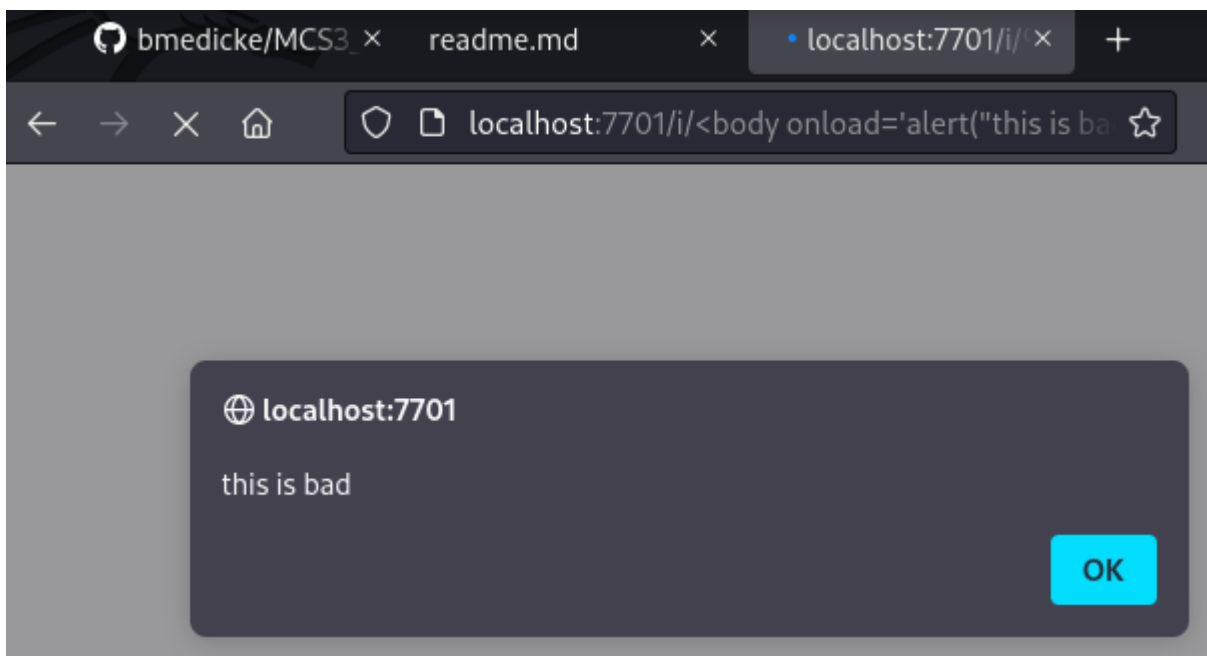 bmedicke/MCS3_
readme.md
localhost:7701/i/
localhost:7701/i/<body onload='alert("this is ba
localhost:7701
this is bad
OK